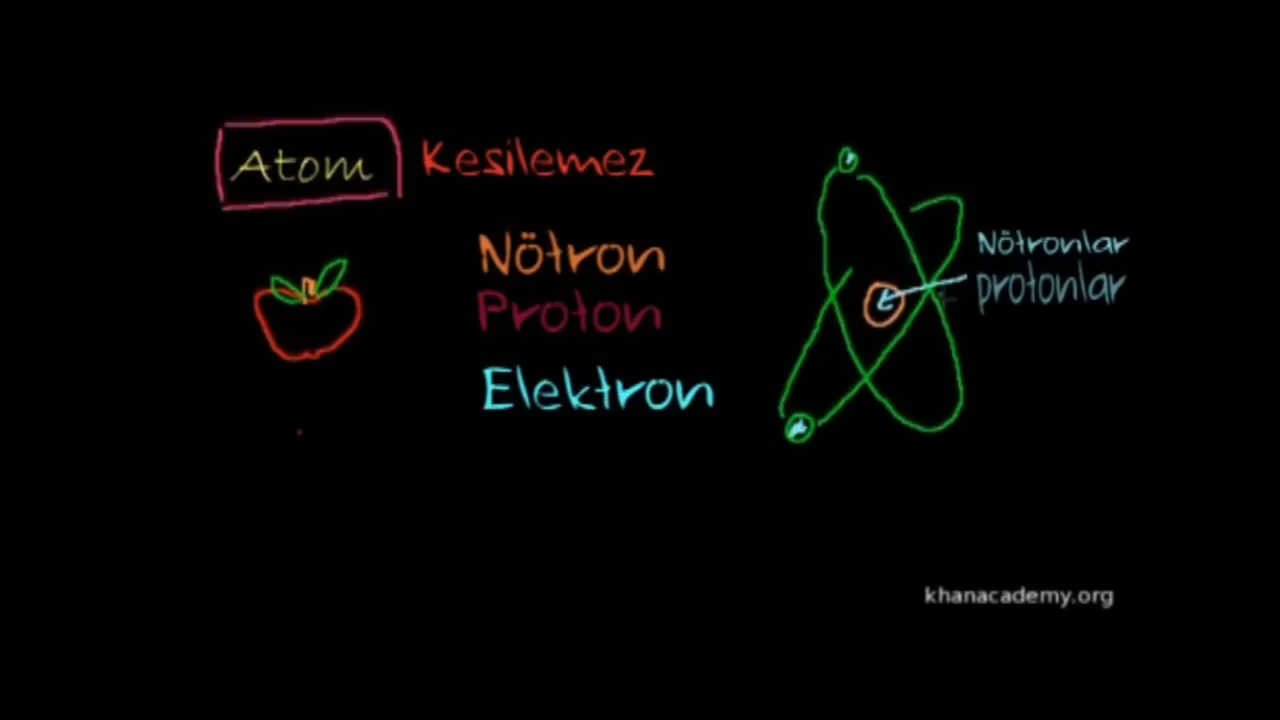 Atom Kesilemez
Nötron
Proton
Elektron
Nötronlar
protonlar
khanacademy.org